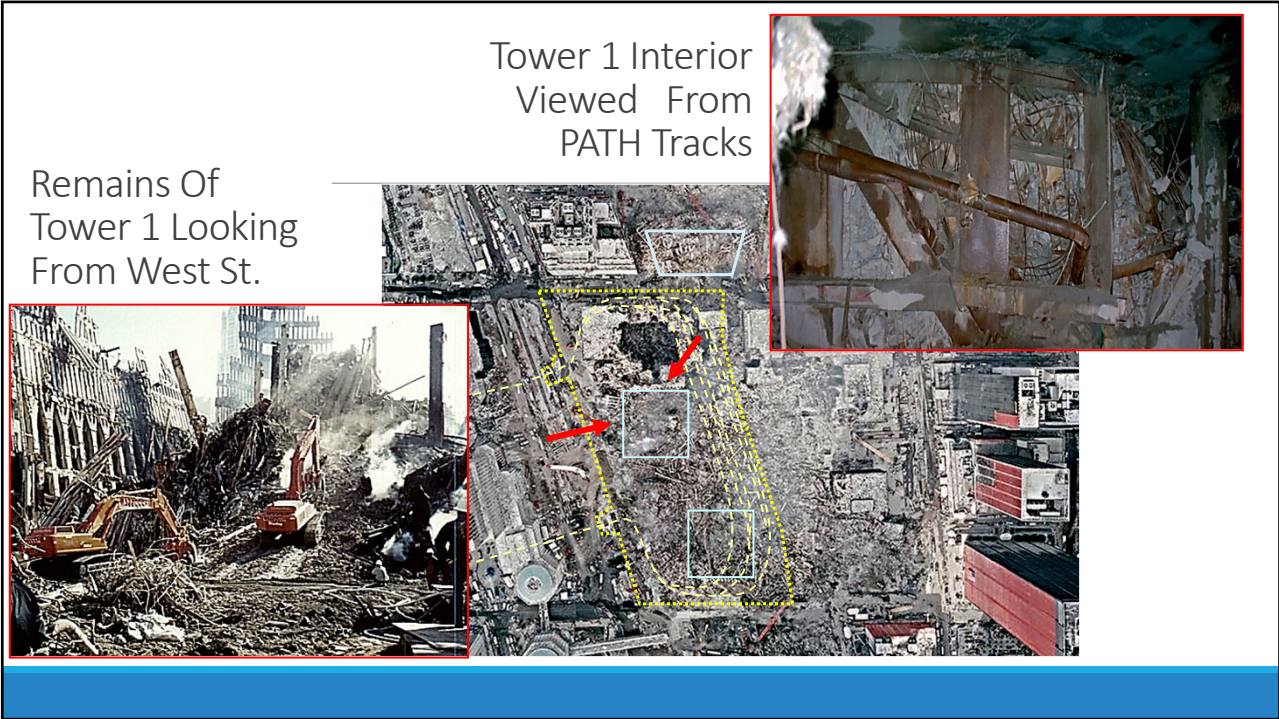 Tower 1 Interior
Viewed From
PATH Tracks
Remains Of
Tower 1 Looking
From West St.